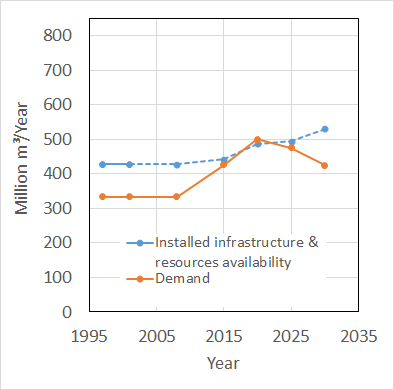 800
700
600
500
400
300
200
100
0
Million m³/Year
Installed infrastructure &
resources availability
Demand
1995 2005 2015 2025 2035
Year